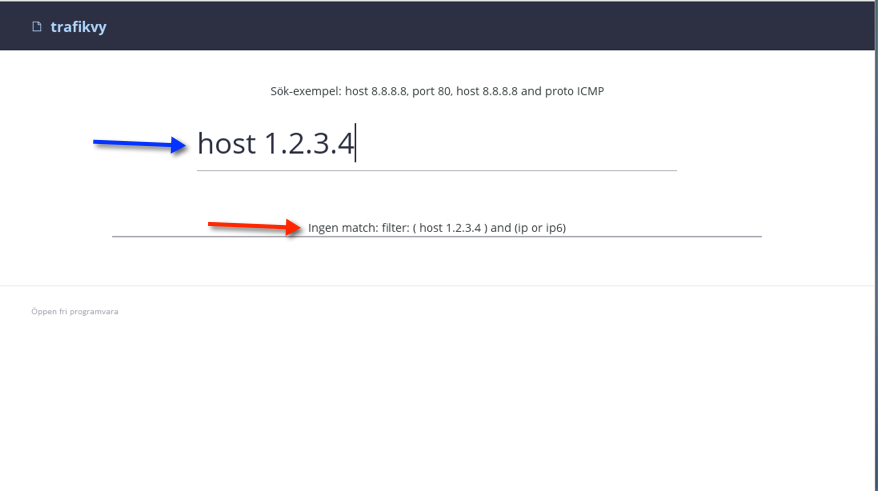 trafikvy
Sök-exempel: host 8.8.8.8, port 80, host 8.8.8.8 and proto ICMP
host 1.2.3.4
Ingen match: filter: ( host 1.2.3.4 ) and (ip or ip6)
Öppen fri programvara